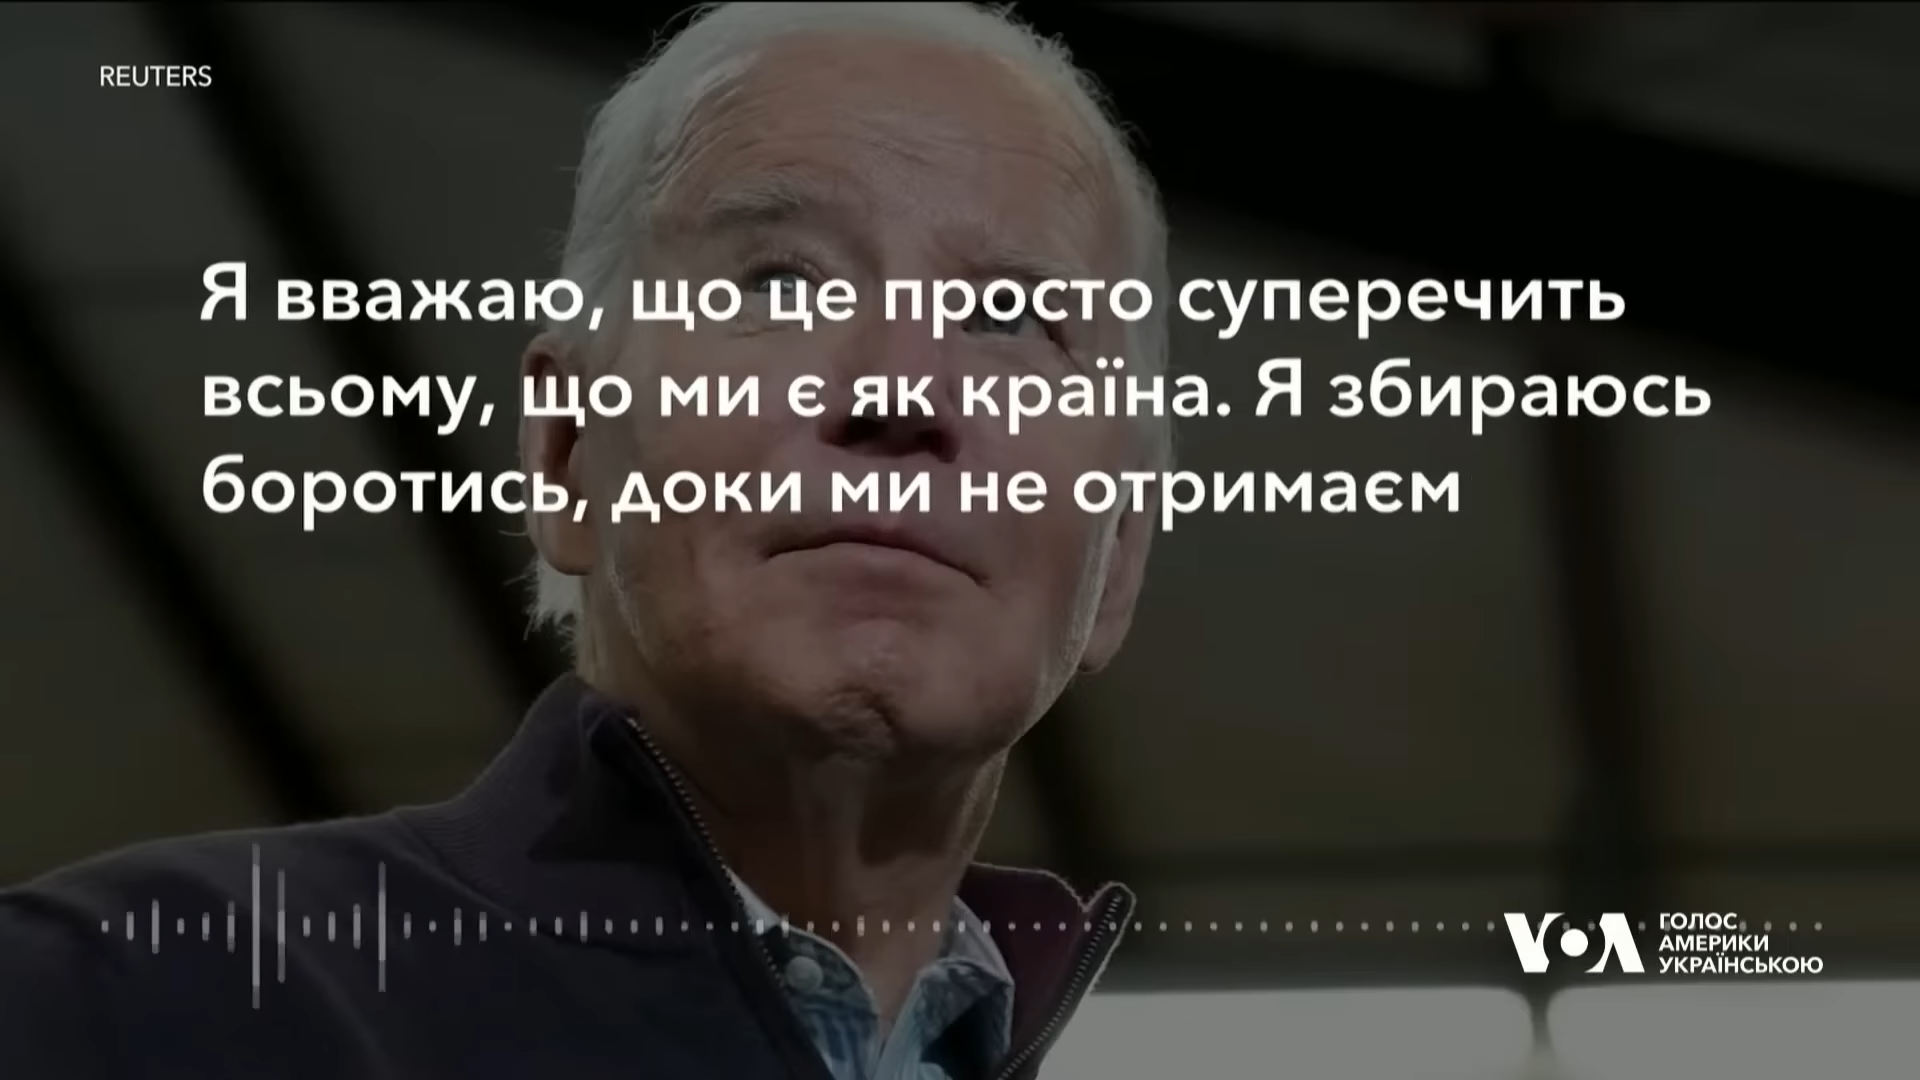 REUTERS
Я вважаю, що це просто суперечить
всьому, що ми є як країна. Я збираюсь
боротись, доки ми не отримаєм
VOA
ГОЛОС
АМЕРИКИ
УКРАЇНСЬКОЮ